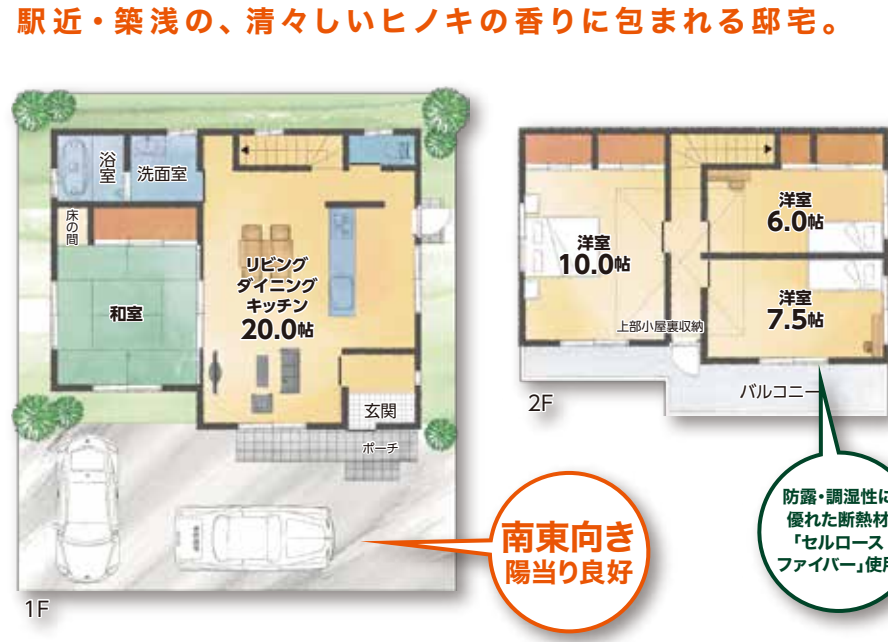 駅近・築浅の、清々しいヒノキの香りに包まれる邸宅。
浴室
洗面室
床の間
和室
リビング
ダイニング
キッチン
20.0帖
玄関
ポーチ
1F
洋室
10.0帖
洋室
6.0帖
洋室
7.5帖
上部小屋裏収納
バルコニー
2F
南東向き
陽当り良好
防露・調湿性に
優れた断熱材
「セルロース
ファイバー」使用